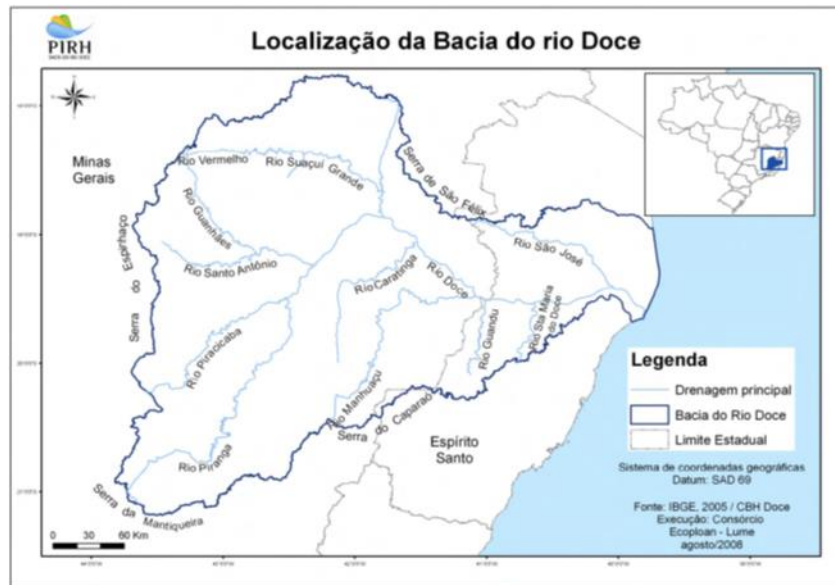 PIRH
BACIA DO RIO DOCE
Localização da Bacia do rio Doce
Minas
Gerais
Rio Vermelho
Rio Suaçuí Grande
Serra de São Félix
Rio Guanhães
Serra do Espinhaço
Rio Santo Antônio
Rio São José
Rio Caratinga
Rio Doce
Rio Piracicaba
Rio Guandu
Rio Sta Maria
do Doce
Rio Manhuaçu
Serra do Caparaó
Espírito
Santo
Rio Piranga
Serra da Mantiqueira
Legenda
Drenagem principal
Bacia do Rio Doce
Limite Estadual
Sistema de coordenadas geográficas
Datum: SAD 69
Fonte: IBGE, 2005 / CBH Doce
Execução: Consórcio
Ecoplan - Lume
agosto/2008
0 30 60 Km